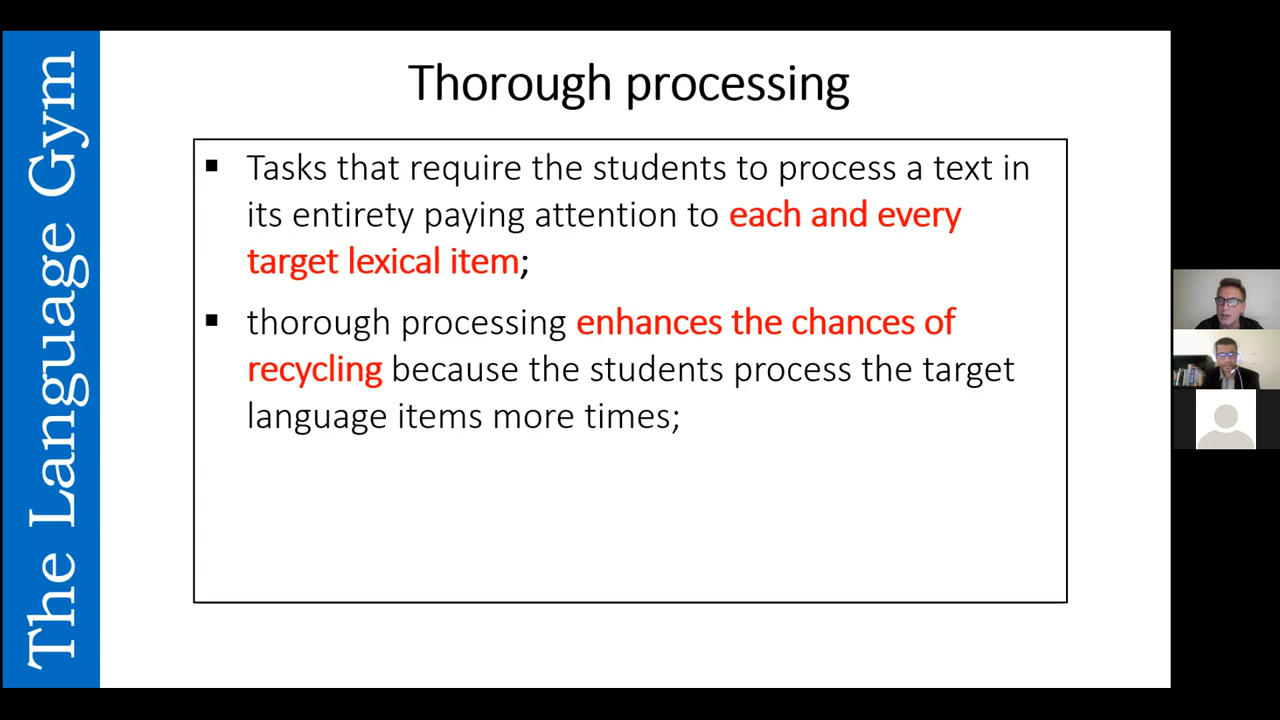 The Language Gym
Thorough processing
▪ Tasks that require the students to process a text in
its entirety paying attention to each and every
target lexical item;
▪ thorough processing enhances the chances of
recycling because the students process the target
language items more times;